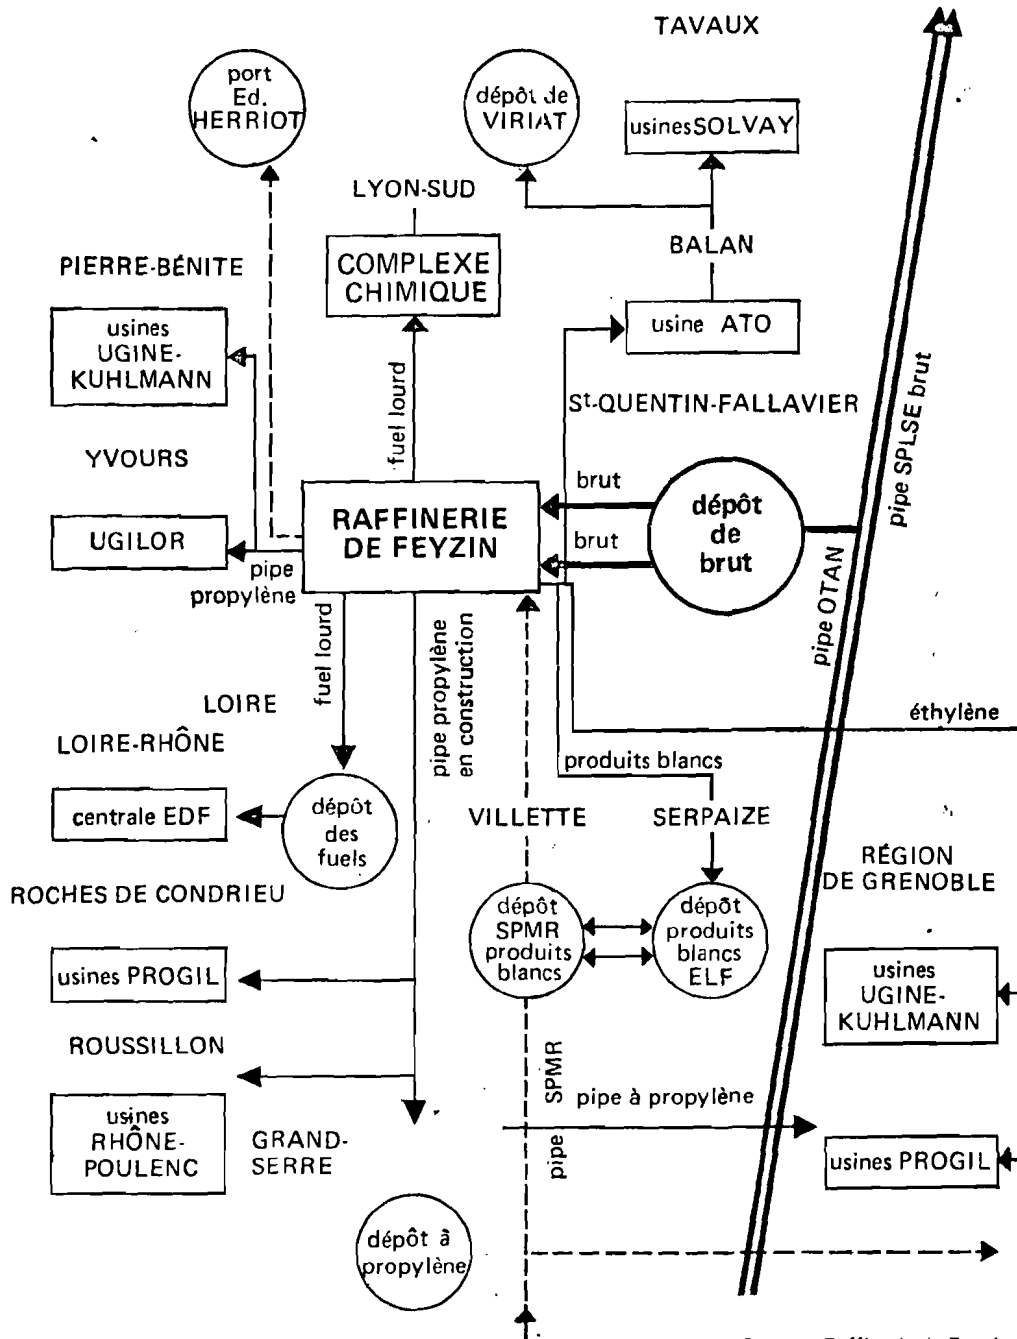 TAVAUX
port
Ed.
HERRIOT
dépôt de
VIRIAT
usines SOLVAY
LYON-SUD
BALAN
PIERRE-BÉNITE
COMPLEXE
CHIMIQUE
usines
UGINE-
KUHLMANN
usine ATO
fuel lourd
St-QUENTIN-FALLAVIER
pipe SPLSE brut
YVOURS
brut
RAFFINERIE
DE FEYZIN
dépôt
de
brut
UGILOR
brut
pipe
propylène
pipe OTAN
fuel lourd
pipe propylène
en construction
LOIRE
éthylène
LOIRE-RHÔNE
produits blancs
centrale EDF
dépôt
des
fuels
VILLETTE
SERPAIZE
RÉGION
DE GRENOBLE
ROCHES DE CONDRIEU
dépôt
SPMR
produits
blancs
dépôt
produits
blancs
ELF
usines PROGIL
usines
UGINE-
KUHLMANN
ROUSSILLON
pipe SPMR
pipe à propylène
usines
RHÔNE-
POULENC
GRAND-
SERRE
usines PROGIL
dépôt à
propylène